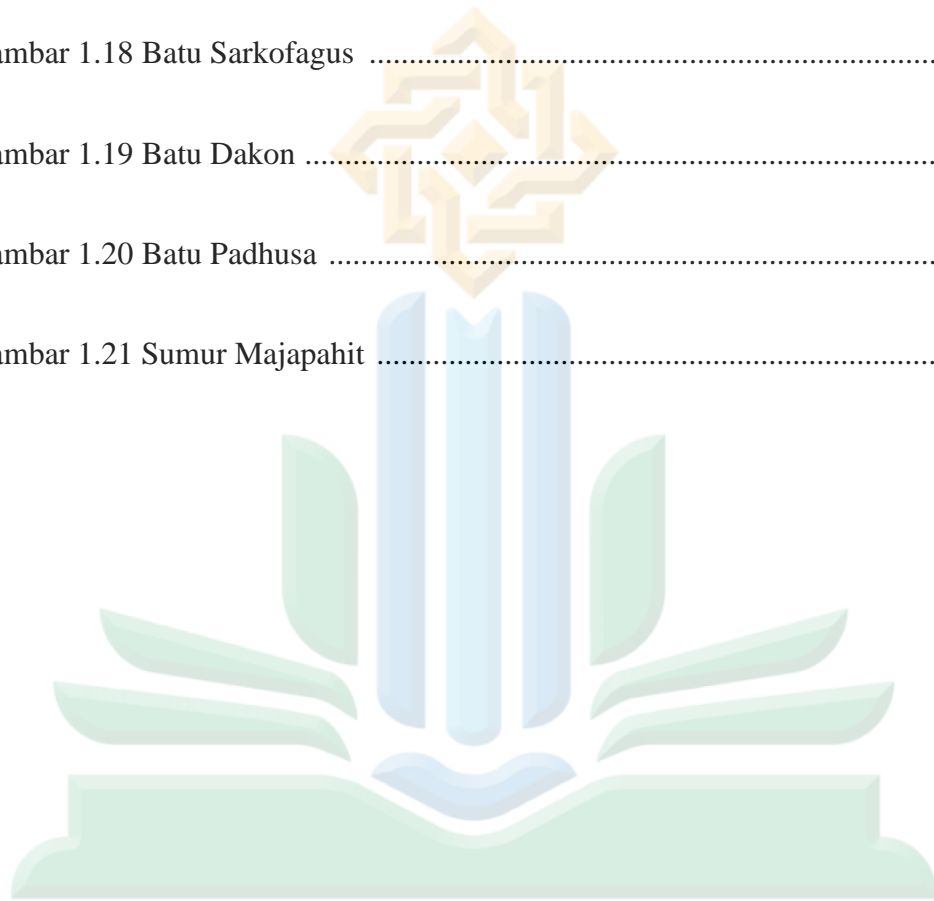 ambar 1.18 Batu Sarkofagus ........................................................................
ambar 1.19 Batu Dakon ................................................................................
ambar 1.20 Batu Padhusa .............................................................................
ambar 1.21 Sumur Majapahit .......................................................................